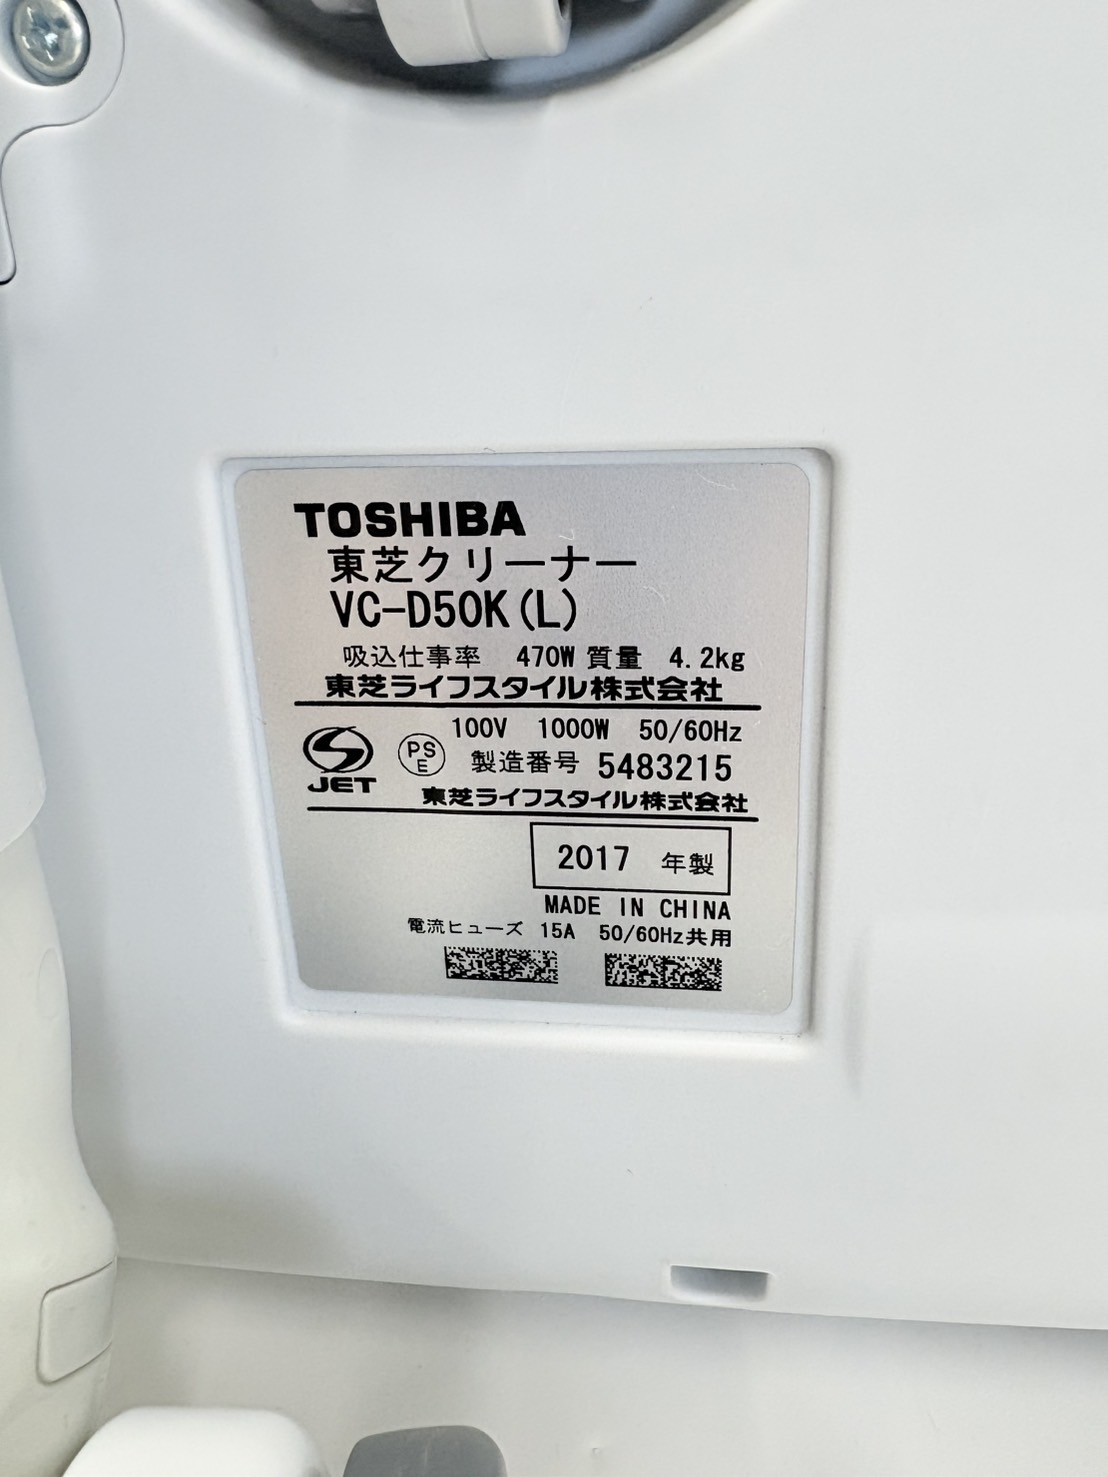 TOSHIBA
東芝クリーナー
VC-D50K(L)
吸込仕事率 470W 質量 4.2kg
東芝ライフスタイル株式会社
100V 1000W 50/60Hz
JET PSE 製造番号 5483215
東芝ライフスタイル株式会社
2017 年製
MADE IN CHINA
電流ヒューズ 15A 50/60Hz共用